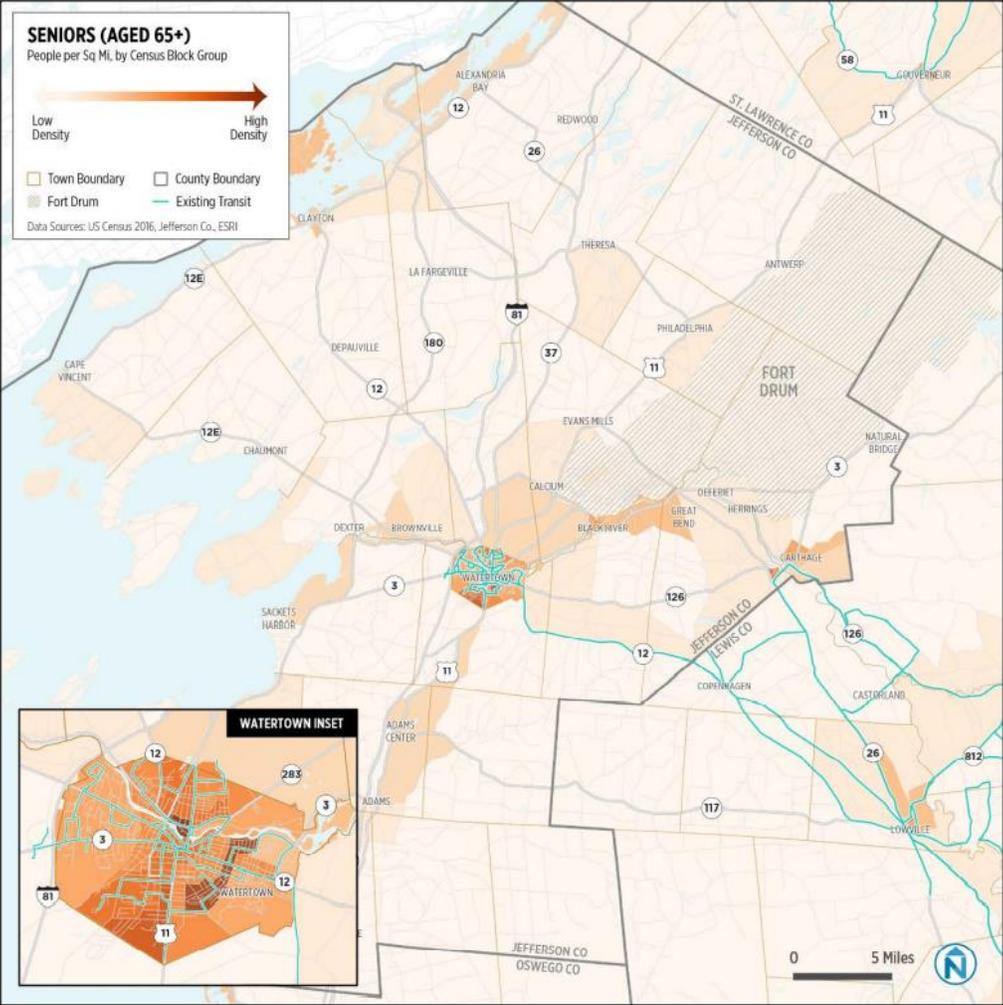 SENIORS (AGED 65+)
People per Sq Mi, by Census Block Group
Low
Density
High
Density
Town Boundary
County Boundary
Fort Drum
Existing Transit
Data Sources: US Census 2016, Jefferson Co., ESRI
58
GOUVERNEUR
ALEXANDRIA
BAY
12
REDWOOD
11
ST. LAWRENCE CO
JEFFERSON CO
26
CLAYTON
THERESA
ANTWERP
12E
LA FARGEVILLE
81
PHILADELPHIA
180
DEPAUVILLE
37
11
CAPE
VINCENT
FORT
DRUM
12
EVANS MILLS
12E
CHAUMONT
NATURAL
BRIDGE
3
CALCIUM
DEFERIET
GREAT
BEND
HERRINGS
DEXTER
BROWNVILLE
BLACK RIVER
CARTHAGE
WATERTOWN
3
126
SACKETS
HARBOR
JEFFERSON CO
LEWIS CO
126
12
11
COPENHAGEN
CASTORLAND
WATERTOWN INSET
ADAMS
CENTER
12
283
26
812
3
ADAMS
117
LOWVILLE
3
12
WATERTOWN
81
11
E
JEFFERSON CO
OSWEGO CO
0
5 Miles
N